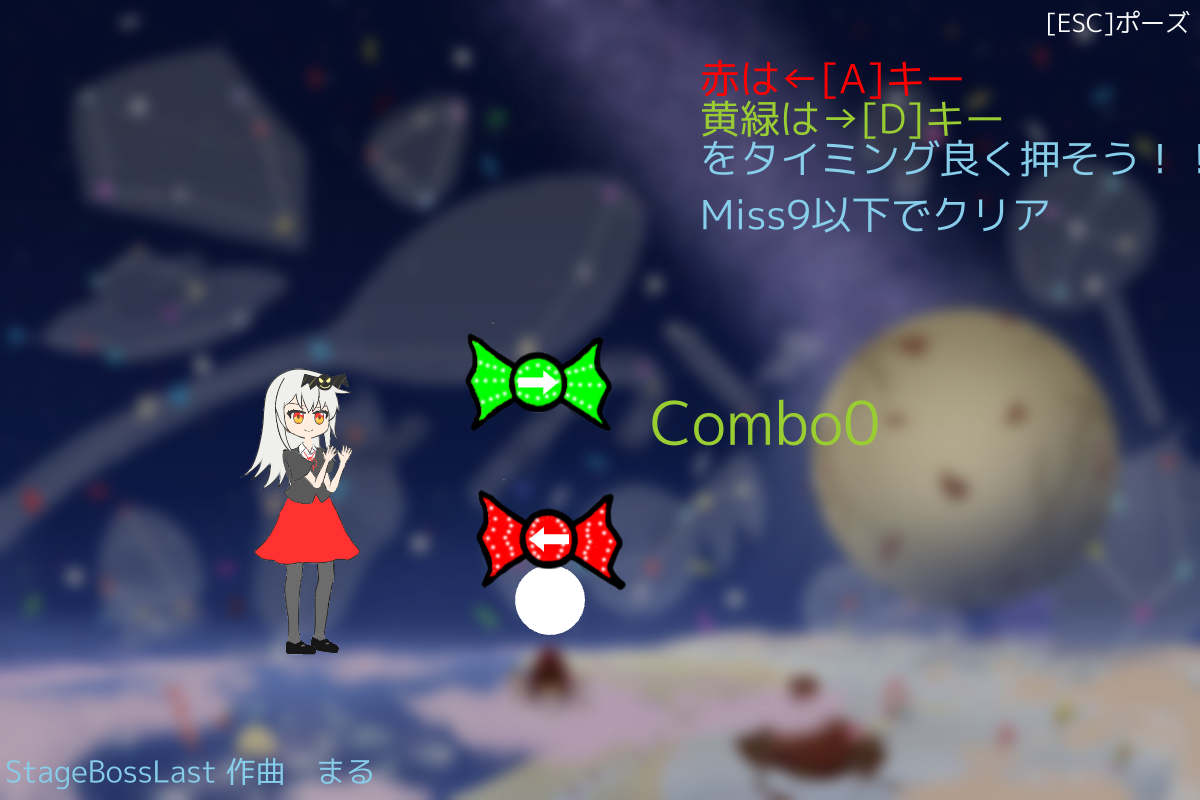 [ESC]ポーズ
赤は←[A]キー
黄緑は→[D]キー
をタイミング良く押そう！！
Miss9以下でクリア
Combo0
StageBossLast 作曲　まる